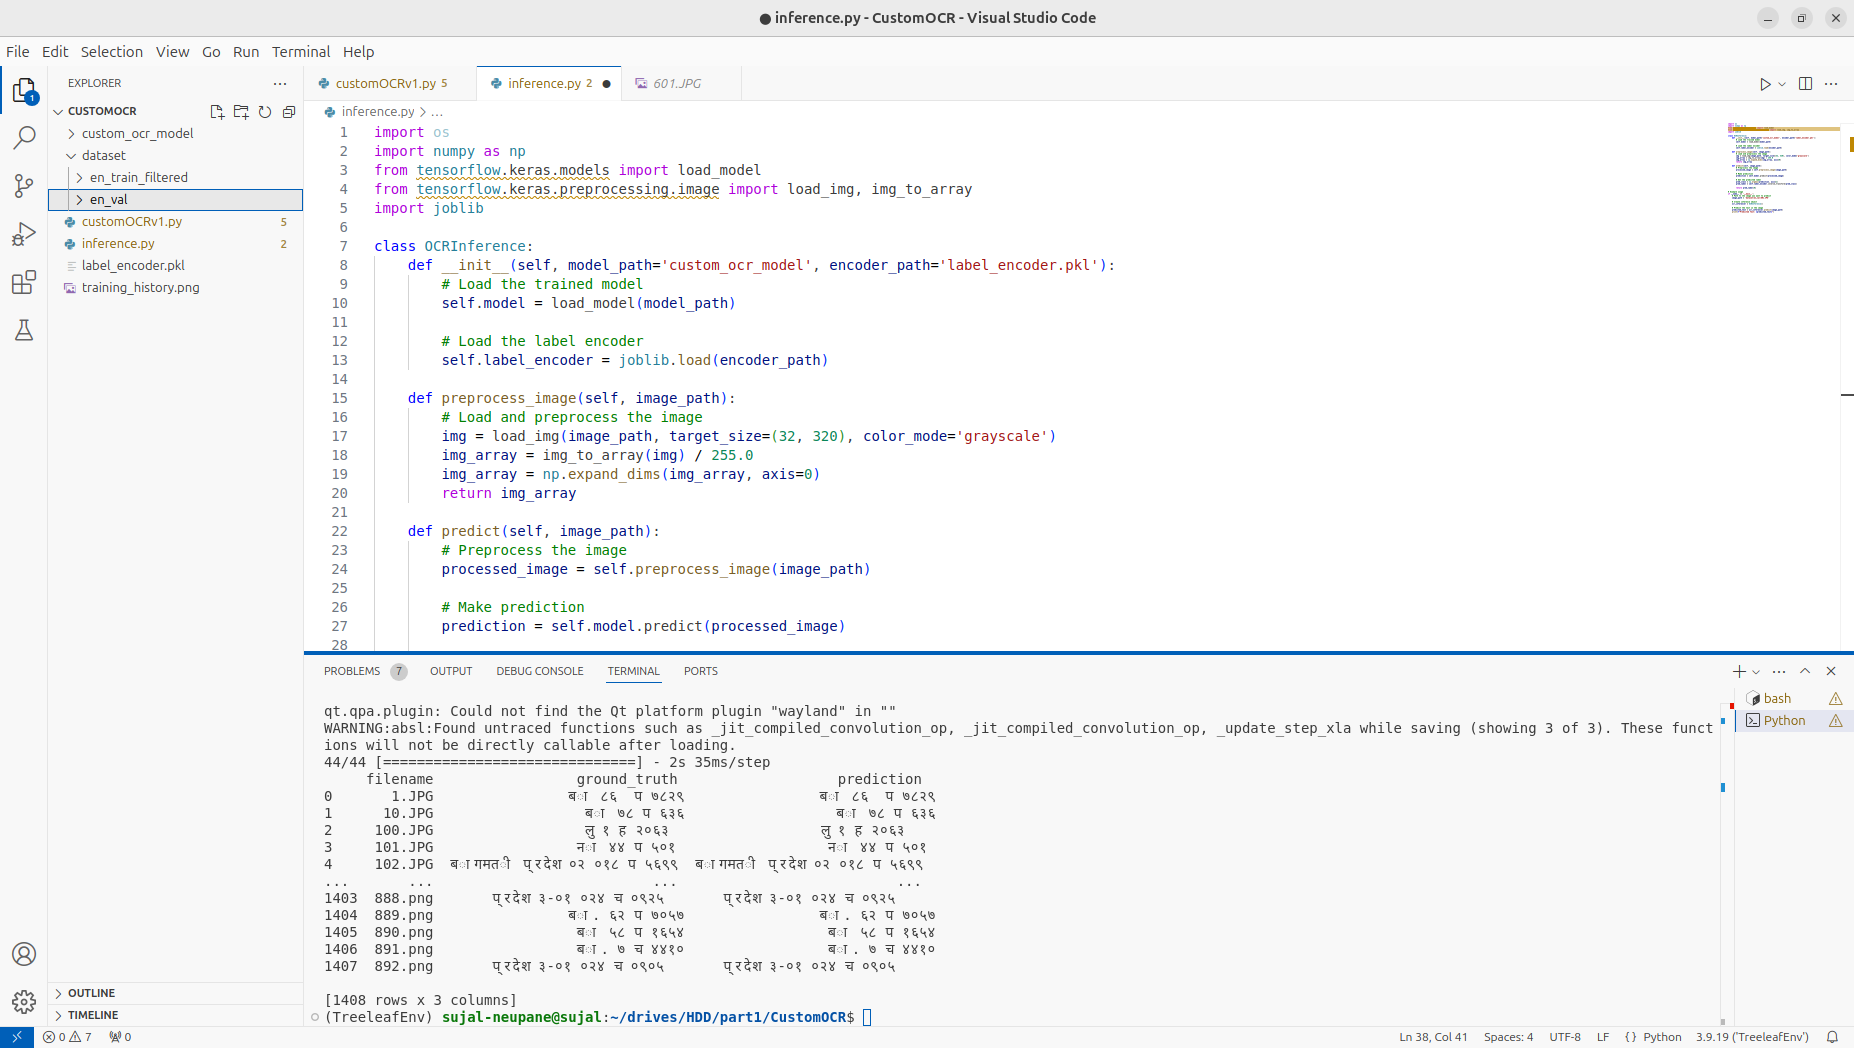 ● inference.py - CustomOCR - Visual Studio Code
File Edit Selection View Go Run Terminal Help
EXPLORER
CUSTOMOCR
custom_ocr_model
dataset
en_train_filtered
en_val
customOCRv1.py 5
inference.py 2
label_encoder.pkl
training_history.png
OUTLINE
TIMELINE
1
customOCRv1.py 5 inference.py 2 ● 601.JPG
inference.py > ...
1 import os
2 import numpy as np
3 from tensorflow.keras.models import load_model
4 from tensorflow.keras.preprocessing.image import load_img, img_to_array
5 import joblib
6
7 class OCRInference:
8 def __init__(self, model_path='custom_ocr_model', encoder_path='label_encoder.pkl'):
9 # Load the trained model
10 self.model = load_model(model_path)
11
12 # Load the label encoder
13 self.label_encoder = joblib.load(encoder_path)
14
15 def preprocess_image(self, image_path):
16 # Load and preprocess the image
17 img = load_img(image_path, target_size=(32, 320), color_mode='grayscale')
18 img_array = img_to_array(img) / 255.0
19 img_array = np.expand_dims(img_array, axis=0)
20 return img_array
21
22 def predict(self, image_path):
23 # Preprocess the image
24 processed_image = self.preprocess_image(image_path)
25
26 # Make prediction
27 prediction = self.model.predict(processed_image)
28
PROBLEMS 7 OUTPUT DEBUG CONSOLE TERMINAL PORTS
bash
Python
qt.qpa.plugin: Could not find the Qt platform plugin "wayland" in ""
WARNING:absl:Found untraced functions such as _jit_compiled_convolution_op, _jit_compiled_convolution_op, _update_step_xla while saving (showing 3 of 3). These funct
ions will not be directly callable after loading.
44/44 [==============================] - 2s 35ms/step
filename ground_truth prediction
0 1.JPG बा ८६ प ७८२९ बा ८६ प ७८२९
1 10.JPG बा ७८ प ६३६ बा ७८ प ६३६
2 100.JPG लु १ ह २०६३ लु १ ह २०६३
3 101.JPG ना ४४ प ५०१ ना ४४ प ५०१
4 102.JPG बागमती प्रदेश ०२ ०१८ प ५६९९ बागमती प्रदेश ०२ ०१८ प ५६९९
... ... ... ...
1403 888.png प्रदेश ३-०१ ०२४ च ०९२५ प्रदेश ३-०१ ०२४ च ०९२५
1404 889.png बा . ६२ प ७०५७ बा . ६२ प ७०५७
1405 890.png बा ५८ प १६५४ बा ५८ प १६५४
1406 891.png बा . ७ च ४४१० बा . ७ च ४४१०
1407 892.png प्रदेश ३-०१ ०२४ च ०९०५ प्रदेश ३-०१ ०२४ च ०९०५
[1408 rows x 3 columns]
(TreeleafEnv) sujal-neupane@sujal:~/drives/HDD/part1/CustomOCR$
0 7 0 Ln 38, Col 41 Spaces: 4 UTF-8 LF {} Python 3.9.19 ('TreeleafEnv')